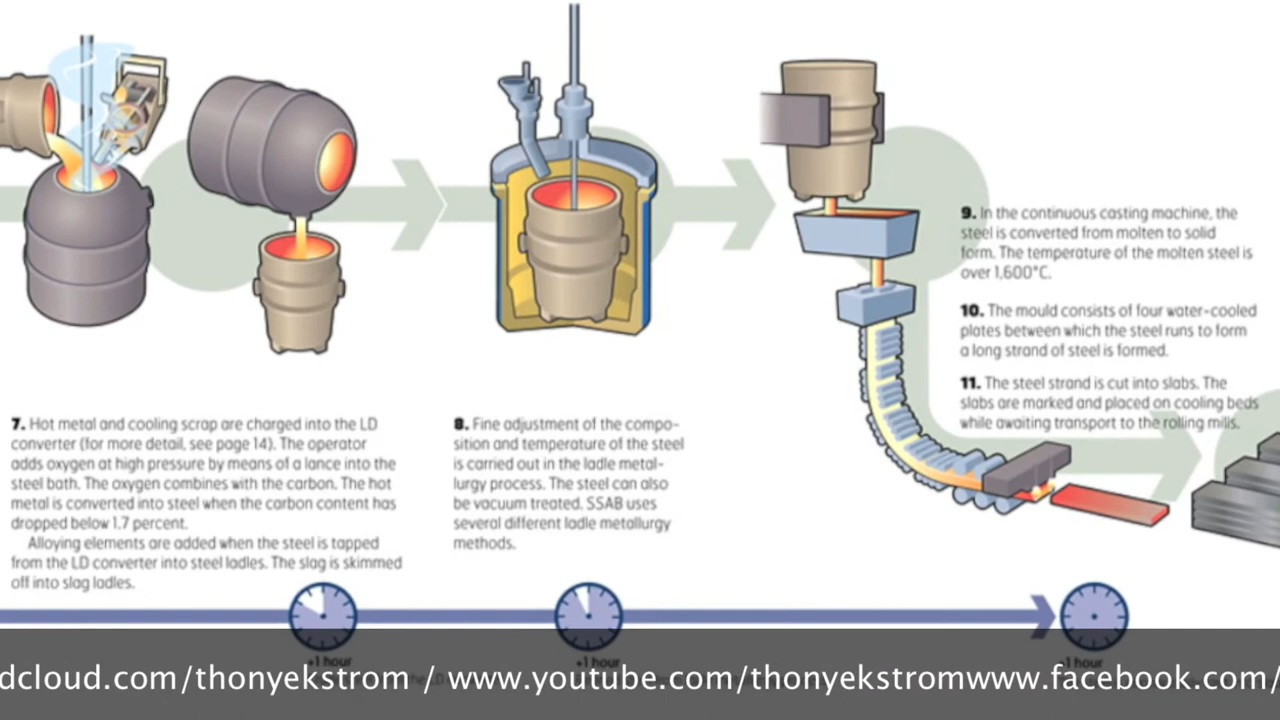 9. In the continuous casting machine, the
steel is converted from molten to solid
form. The temperature of the molten steel is
over 1,600°C.
10. The mould consists of four water-cooled
plates between which the steel runs to form
a long strand of steel is formed.
11. The steel strand is cut into slabs. The
slabs are marked and placed on cooling beds
while awaiting transport to the rolling mills.
7. Hot metal and cooling scrap are charged into the LD
converter (for more detail, see page 14). The operator
adds oxygen at high pressure by means of a lance into the
steel bath. The oxygen combines with the carbon. The hot
metal is converted into steel when the carbon content has
dropped below 1.7 percent.
Alloying elements are added when the steel is tapped
from the LD converter into steel ladles. The slag is skimmed
off into slag ladles.
8. Fine adjustment of the compo-
sition and temperature of the steel
is carried out in the ladle metal-
lurgy process. The steel can also
be vacuum treated. SSAB uses
several different ladle metallurgy
methods.
+1 hour
+1 hour
+1 hour
dcloud.com/thonyekstrom / www.youtube.com/thonyekstromwww.facebook.com/